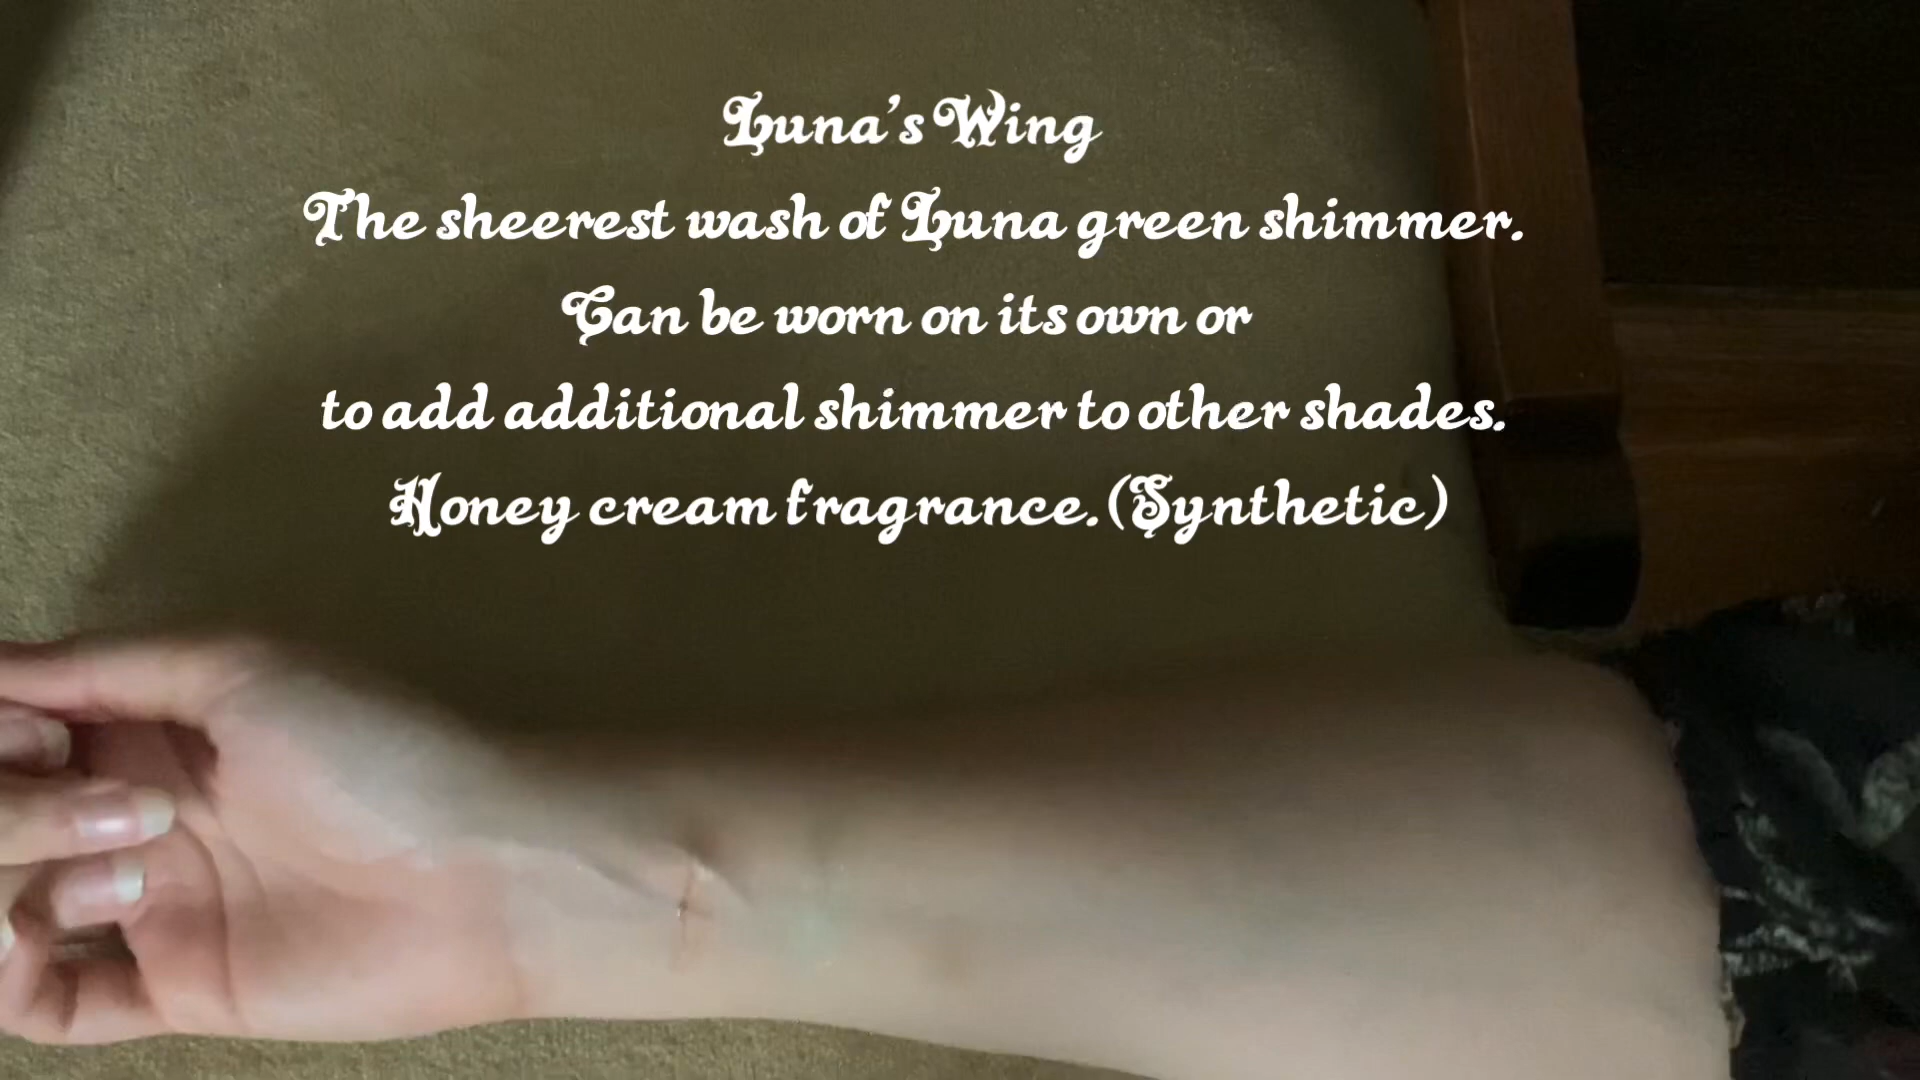 Luna's Wing
The sheerest wash of Luna green shimmer.
Can be worn on its own or
to add additional shimmer to other shades.
Honey cream fragrance. (Synthetic)